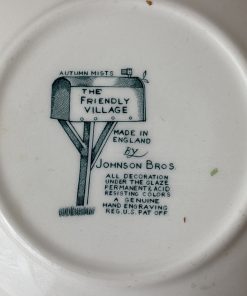 AUTUMN MISTS
THE
FRIENDLY
VILLAGE
MADE IN
ENGLAND
By
JOHNSON BROS
ALL DECORATION
UNDER THE GLAZE
PERMANENT & ACID
RESISTING COLORS
A GENUINE
HAND ENGRAVING
REG. U.S. PAT OFF